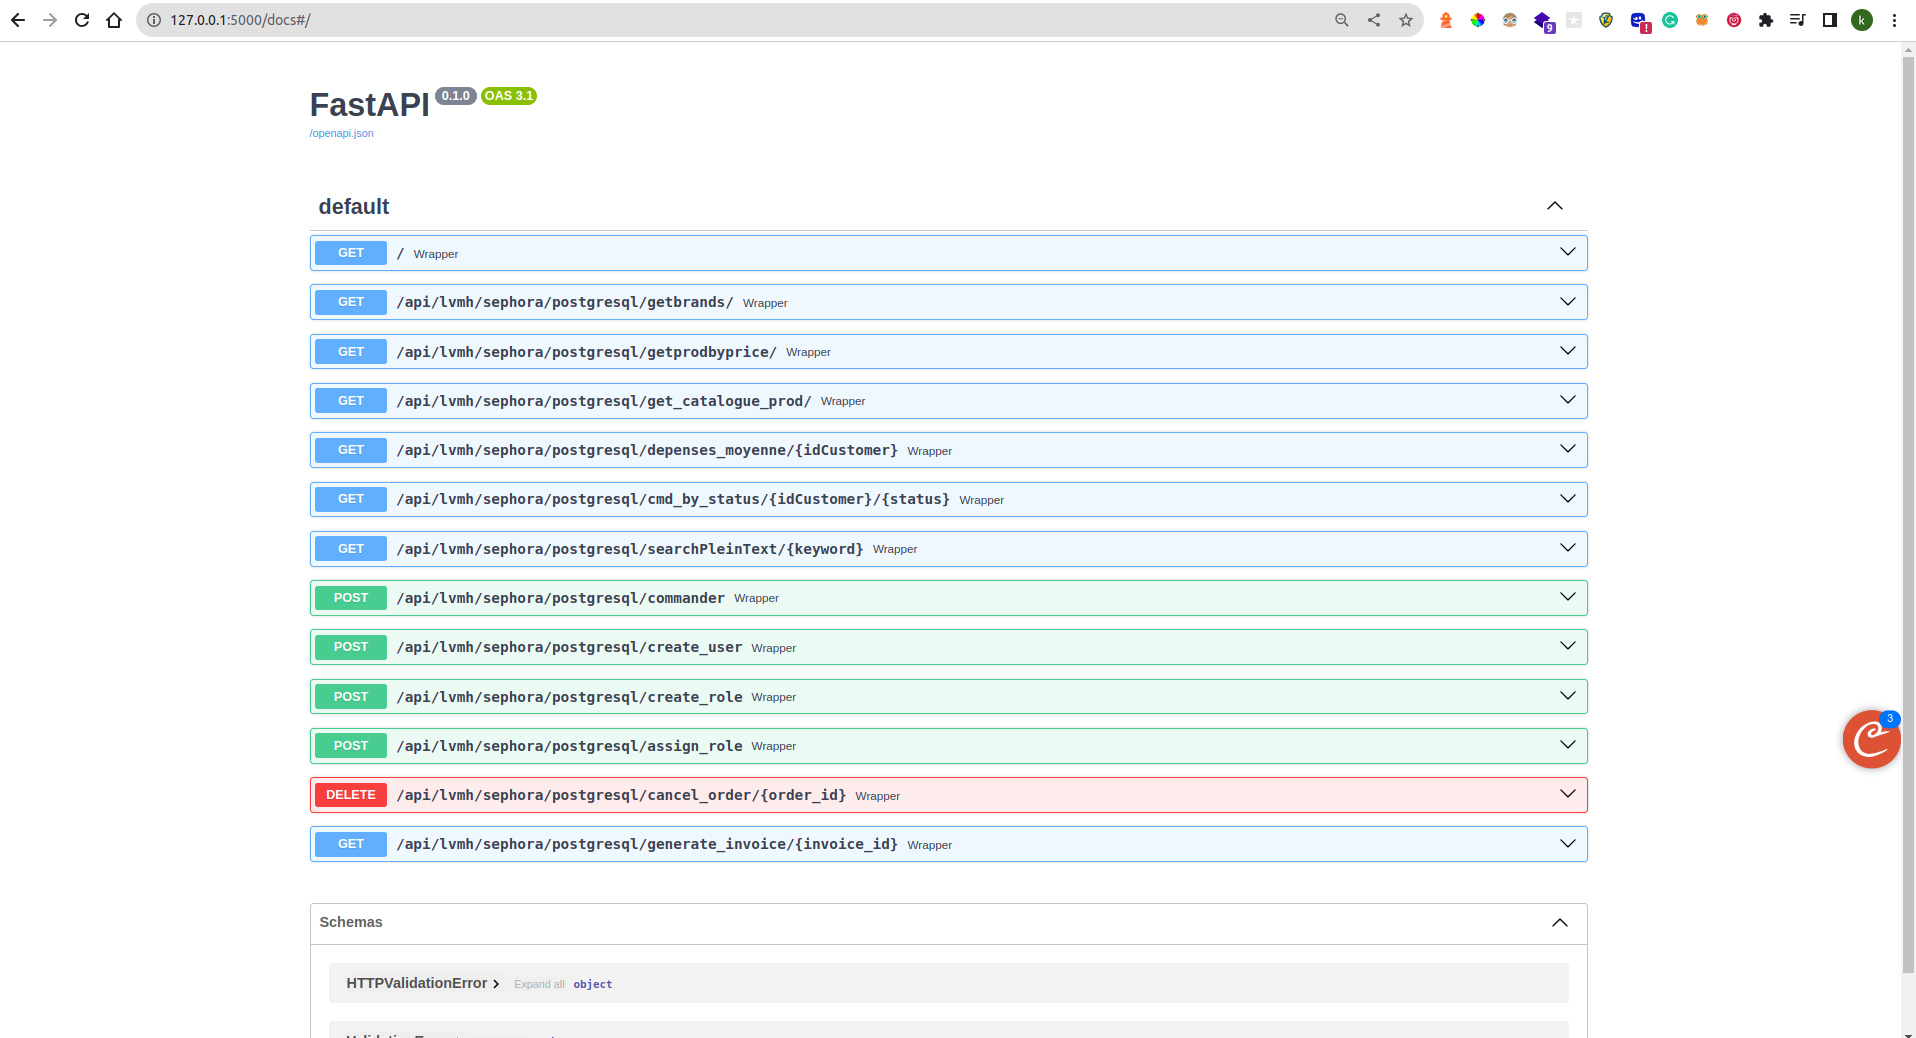 127.0.0.1:5000/docs#/
9
!
k
FastAPI 0.1.0 OAS 3.1
/openapi.json
default
GET / Wrapper
GET /api/lvmh/sephora/postgresql/getbrands/ Wrapper
GET /api/lvmh/sephora/postgresql/getprodbyprice/ Wrapper
GET /api/lvmh/sephora/postgresql/get_catalogue_prod/ Wrapper
GET /api/lvmh/sephora/postgresql/depenses_moyenne/{idCustomer} Wrapper
GET /api/lvmh/sephora/postgresql/cmd_by_status/{idCustomer}/{status} Wrapper
GET /api/lvmh/sephora/postgresql/searchPleinText/{keyword} Wrapper
POST /api/lvmh/sephora/postgresql/commander Wrapper
POST /api/lvmh/sephora/postgresql/create_user Wrapper
POST /api/lvmh/sephora/postgresql/create_role Wrapper
3
POST /api/lvmh/sephora/postgresql/assign_role Wrapper
DELETE /api/lvmh/sephora/postgresql/cancel_order/{order_id} Wrapper
GET /api/lvmh/sephora/postgresql/generate_invoice/{invoice_id} Wrapper
Schemas
HTTPValidationError Expand all object